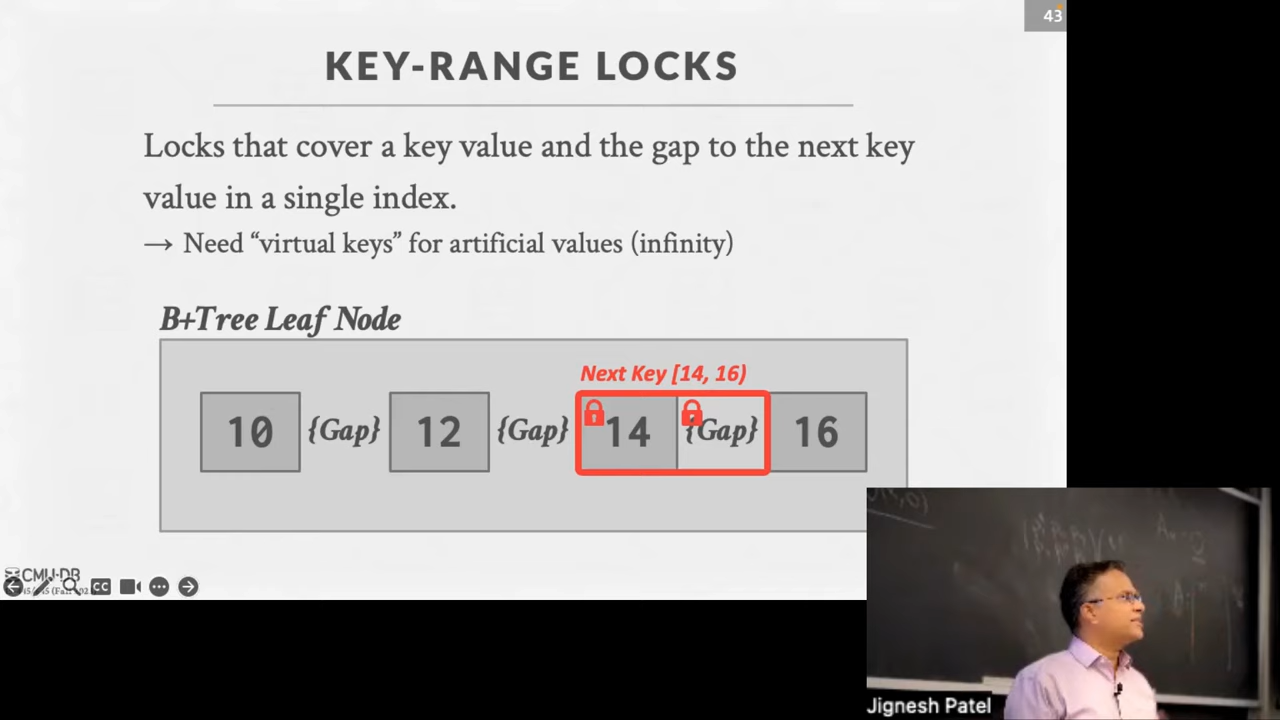 43
KEY-RANGE LOCKS
Locks that cover a key value and the gap to the next key
value in a single index.
→ Need “virtual keys” for artificial values (infinity)
B+Tree Leaf Node
Next Key [14, 16)
10 {Gap} 12 {Gap} 14 {Gap} 16
CMU-DB
CC
Jignesh Patel